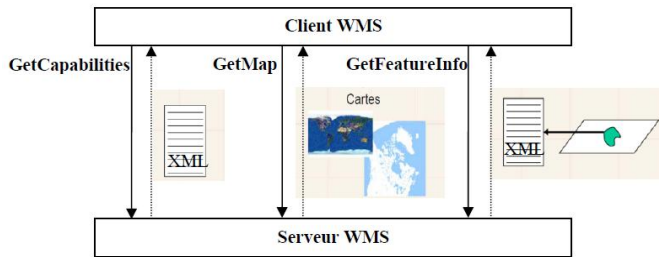 Client WMS
GetCapabilities
GetMap
GetFeatureInfo
Cartes
XML
XML
Serveur WMS